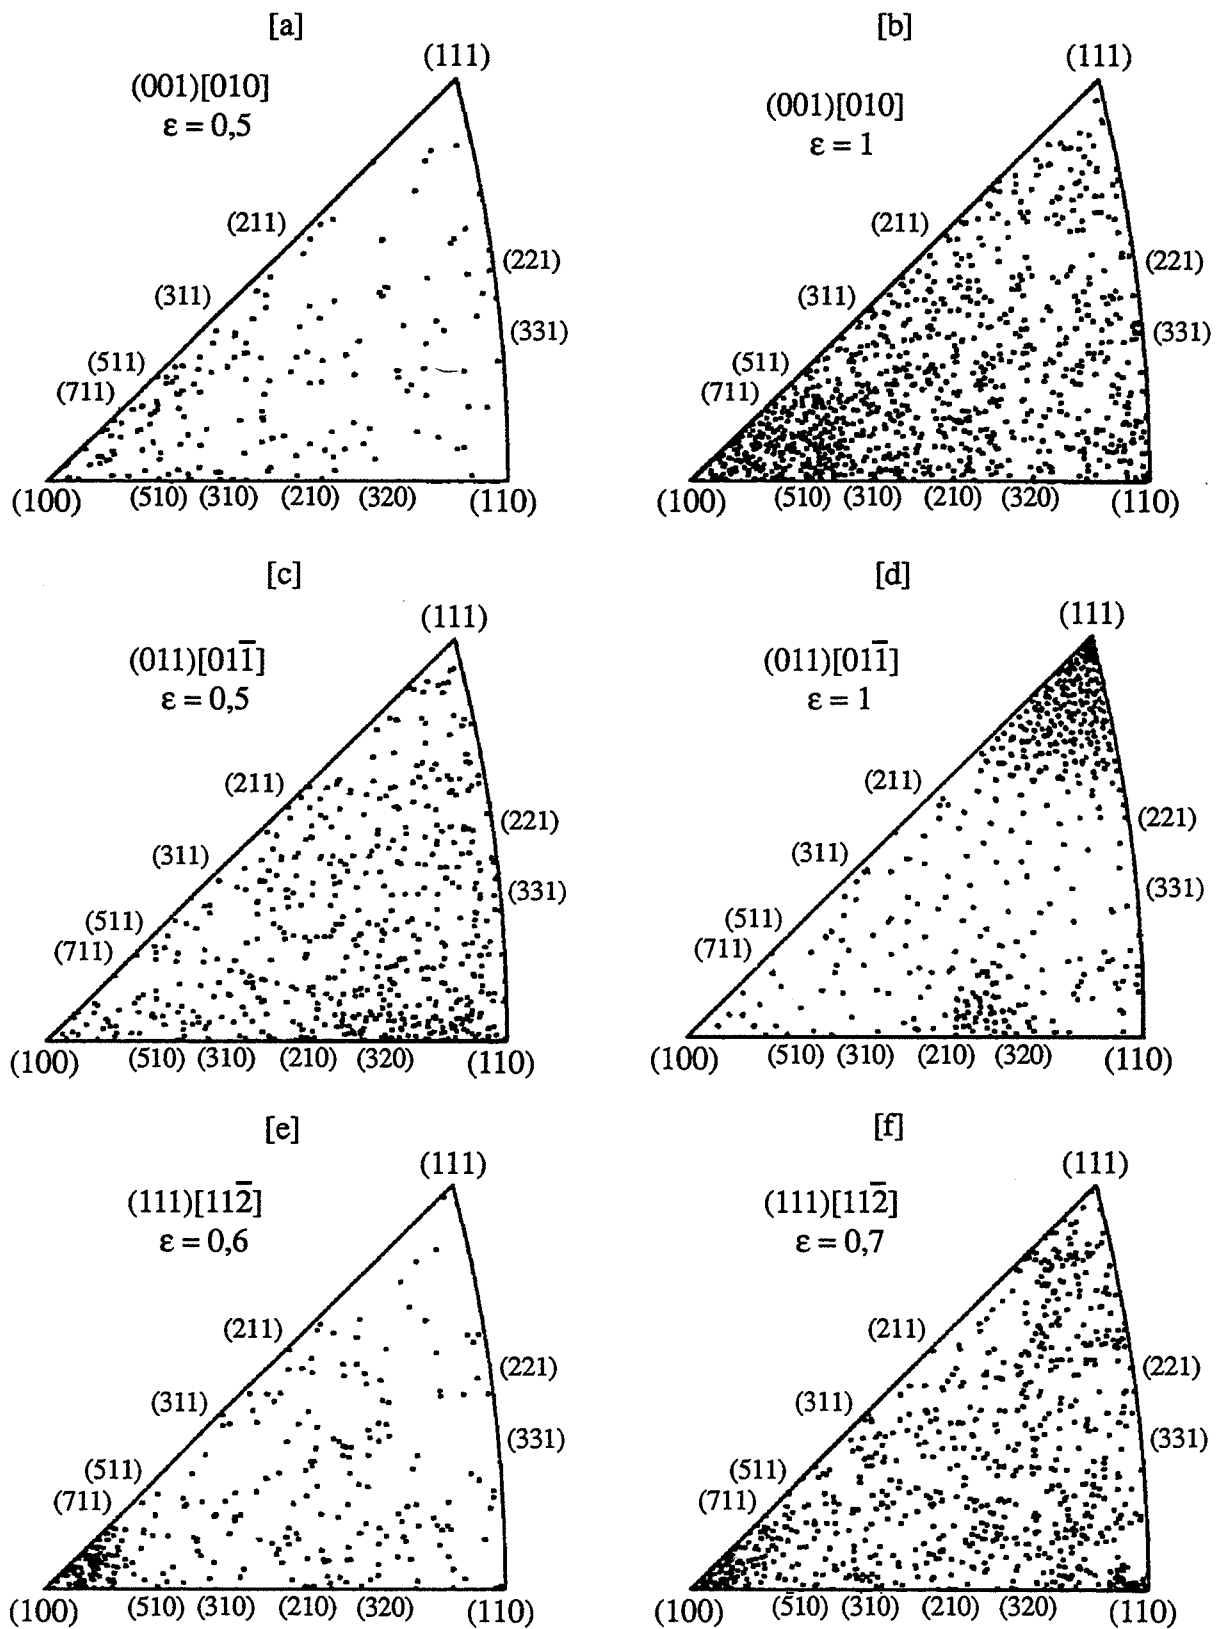 [a]
(111)
(001)[010]
ε = 0,5
(211)
(221)
(311)
(331)
(511)
(711)
(100) (510) (310) (210) (320) (110)
[b]
(111)
(001)[010]
ε = 1
(211)
(221)
(311)
(331)
(511)
(711)
(100) (510) (310) (210) (320) (110)
[c]
(111)
(011)[011̅]
ε = 0,5
(211)
(221)
(311)
(331)
(511)
(711)
(100) (510) (310) (210) (320) (110)
[d]
(111)
(011)[011̅]
ε = 1
(211)
(221)
(311)
(331)
(511)
(711)
(100) (510) (310) (210) (320) (110)
[e]
(111)
(111)[112̅]
ε = 0,6
(211)
(221)
(311)
(331)
(511)
(711)
(100) (510) (310) (210) (320) (110)
[f]
(111)
(111)[112̅]
ε = 0,7
(211)
(221)
(311)
(331)
(511)
(711)
(100) (510) (310) (210) (320) (110)